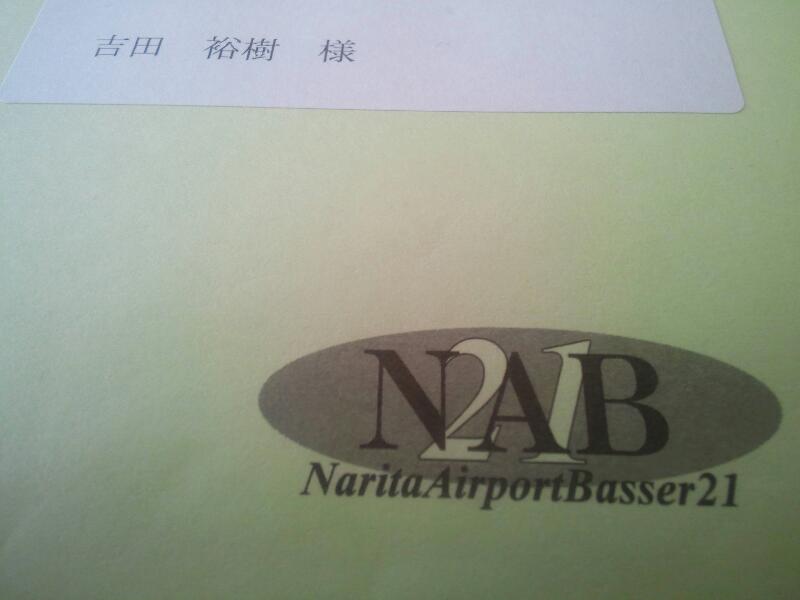 吉田　裕樹　様
NAB
21
NaritaAirportBasser21